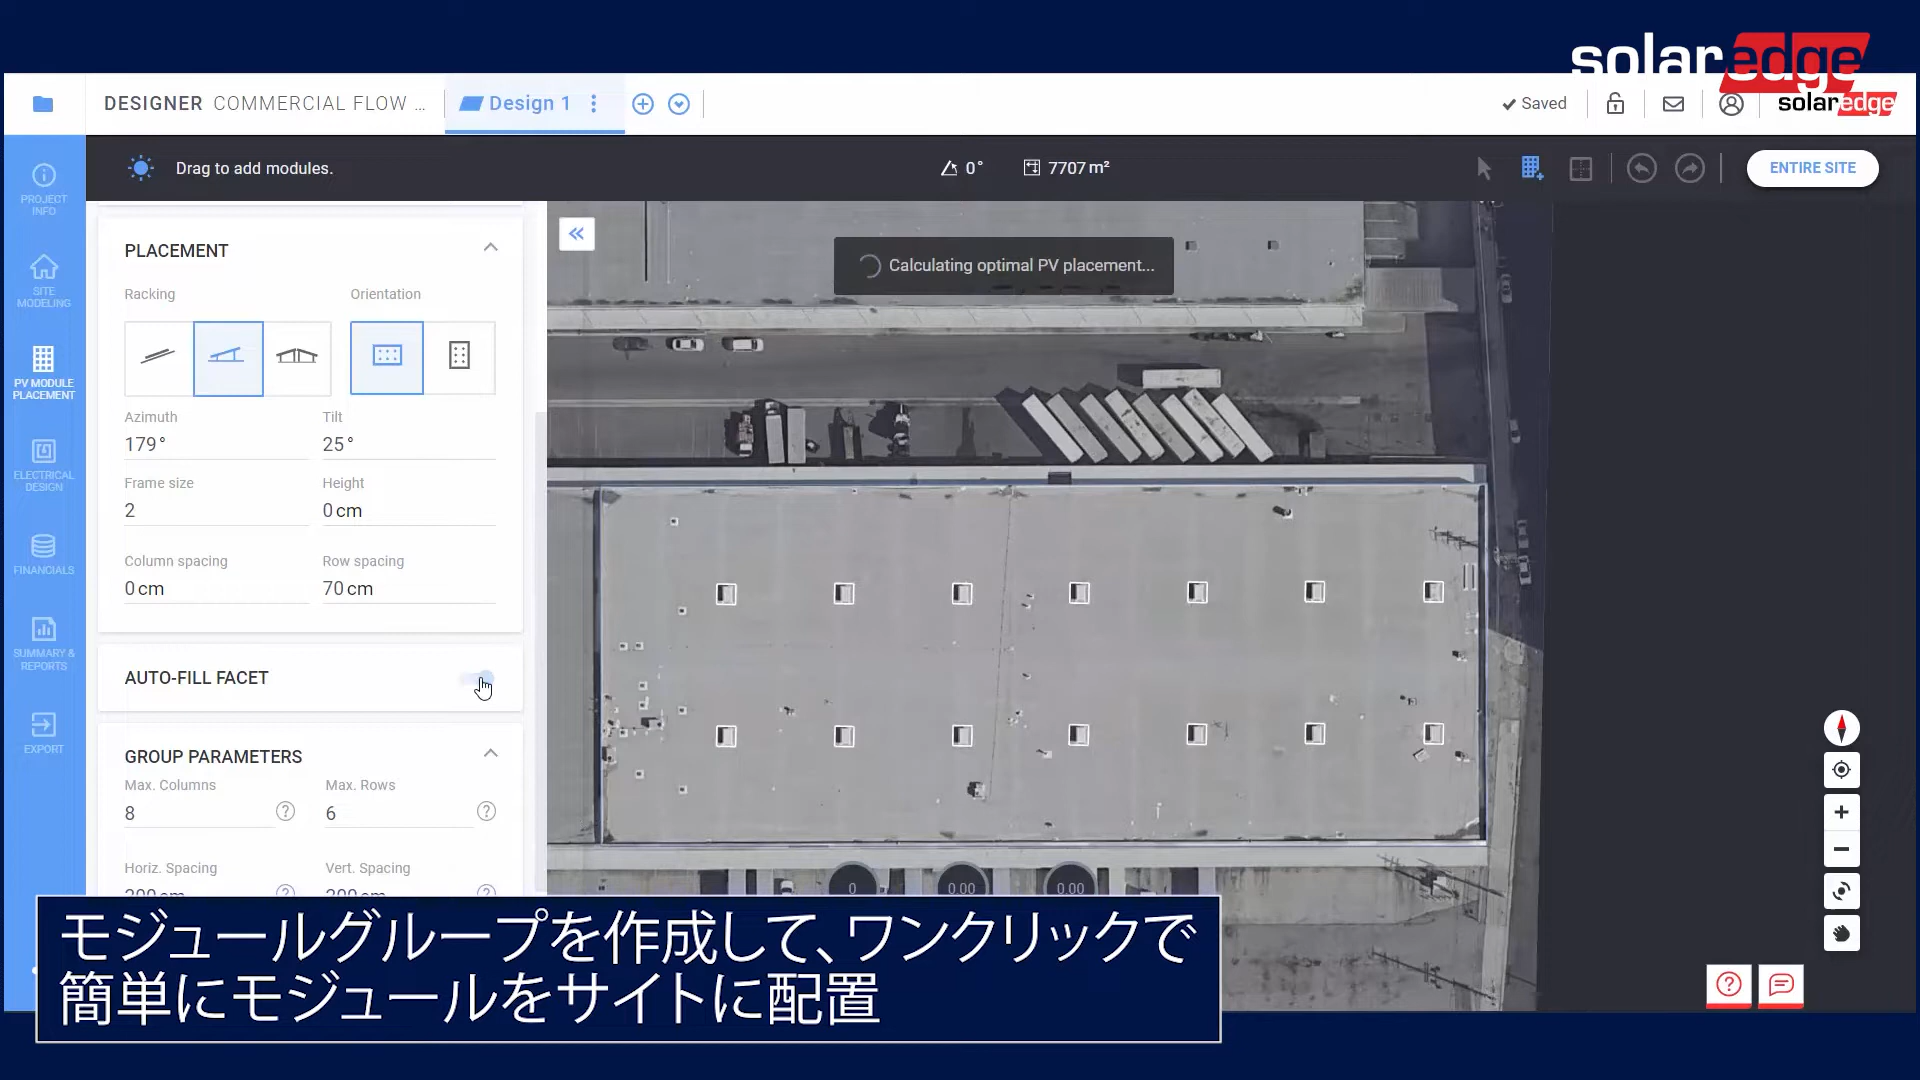 solaredge
DESIGNER COMMERCIAL FLOW ...
Design 1
Saved
solaredge
Drag to add modules.
0°
7707 m²
ENTIRE SITE
PROJECT
INFO
SITE
MODELING
PV MODULE
PLACEMENT
ELECTRICAL
DESIGN
FINANCIALS
SUMMARY &
REPORTS
EXPORT
PLACEMENT
Racking
Orientation
Azimuth
Tilt
179°
25°
Frame size
Height
2
0 cm
Column spacing
Row spacing
0 cm
70 cm
AUTO-FILL FACET
GROUP PARAMETERS
Max. Columns
Max. Rows
8
?
6
?
Horiz. Spacing
Vert. Spacing
Calculating optimal PV placement...
0
0.00
0.00
モジュールグループを作成して、ワンクリックで
簡単にモジュールをサイトに配置